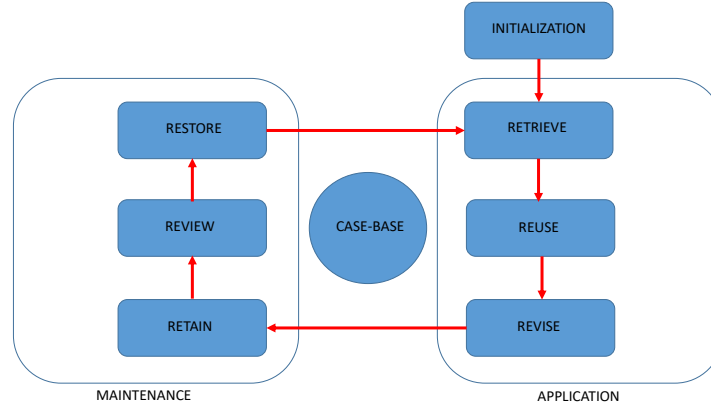 INITIALIZATION
RESTORE
RETRIEVE
REVIEW
CASE-BASE
REUSE
RETAIN
REVISE
MAINTENANCE
APPLICATION